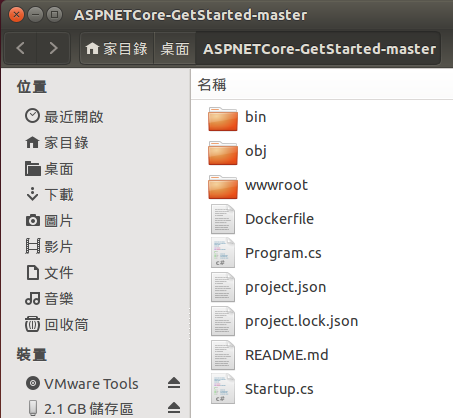 ASPNETCore-GetStarted-master
家目錄 桌面 ASPNETCore-GetStarted-master
位置
最近開啟
家目錄
桌面
下載
圖片
影片
文件
音樂
回收筒
裝置
VMware Tools
2.1 GB 儲存區
名稱
bin
obj
wwwroot
Dockerfile
c# Program.cs
project.json
project.lock.json
README.md
c# Startup.cs